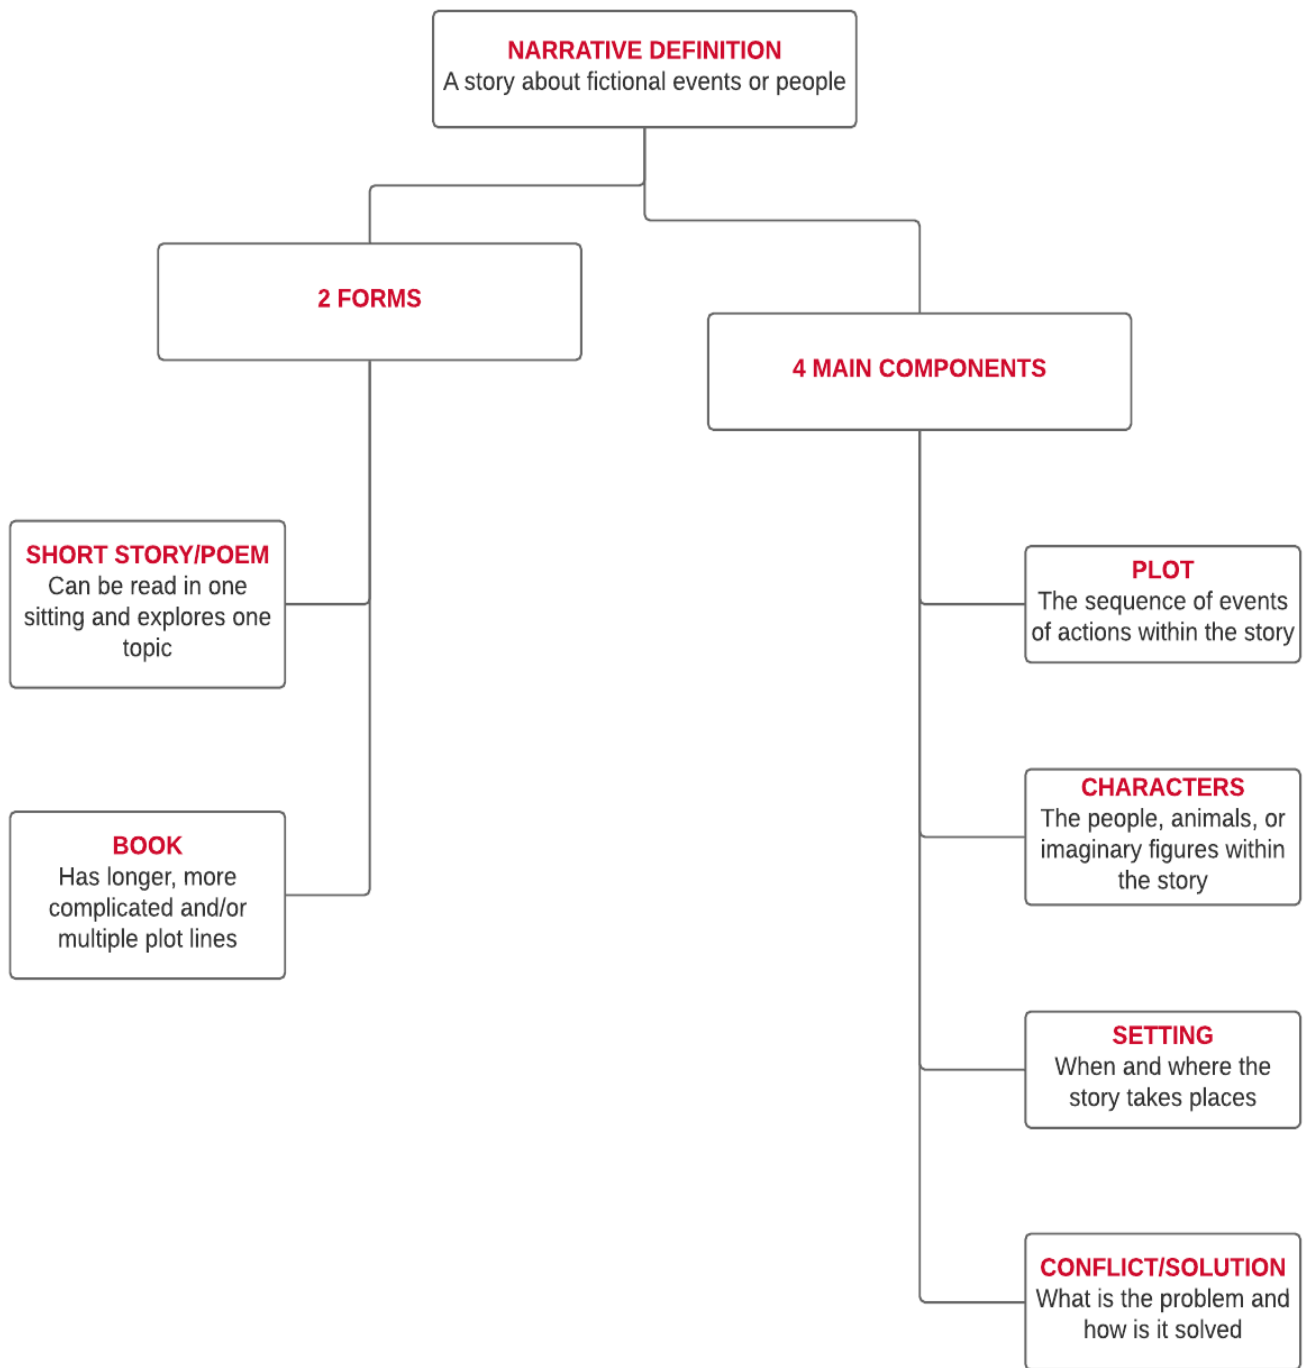 NARRATIVE DEFINITION
A story about fictional events or people
2 FORMS
4 MAIN COMPONENTS
SHORT STORY/POEM
Can be read in one
sitting and explores one
topic
BOOK
Has longer, more
complicated and/or
multiple plot lines
PLOT
The sequence of events
of actions within the story
CHARACTERS
The people, animals, or
imaginary figures within
the story
SETTING
When and where the
story takes places
CONFLICT/SOLUTION
What is the problem and
how is it solved